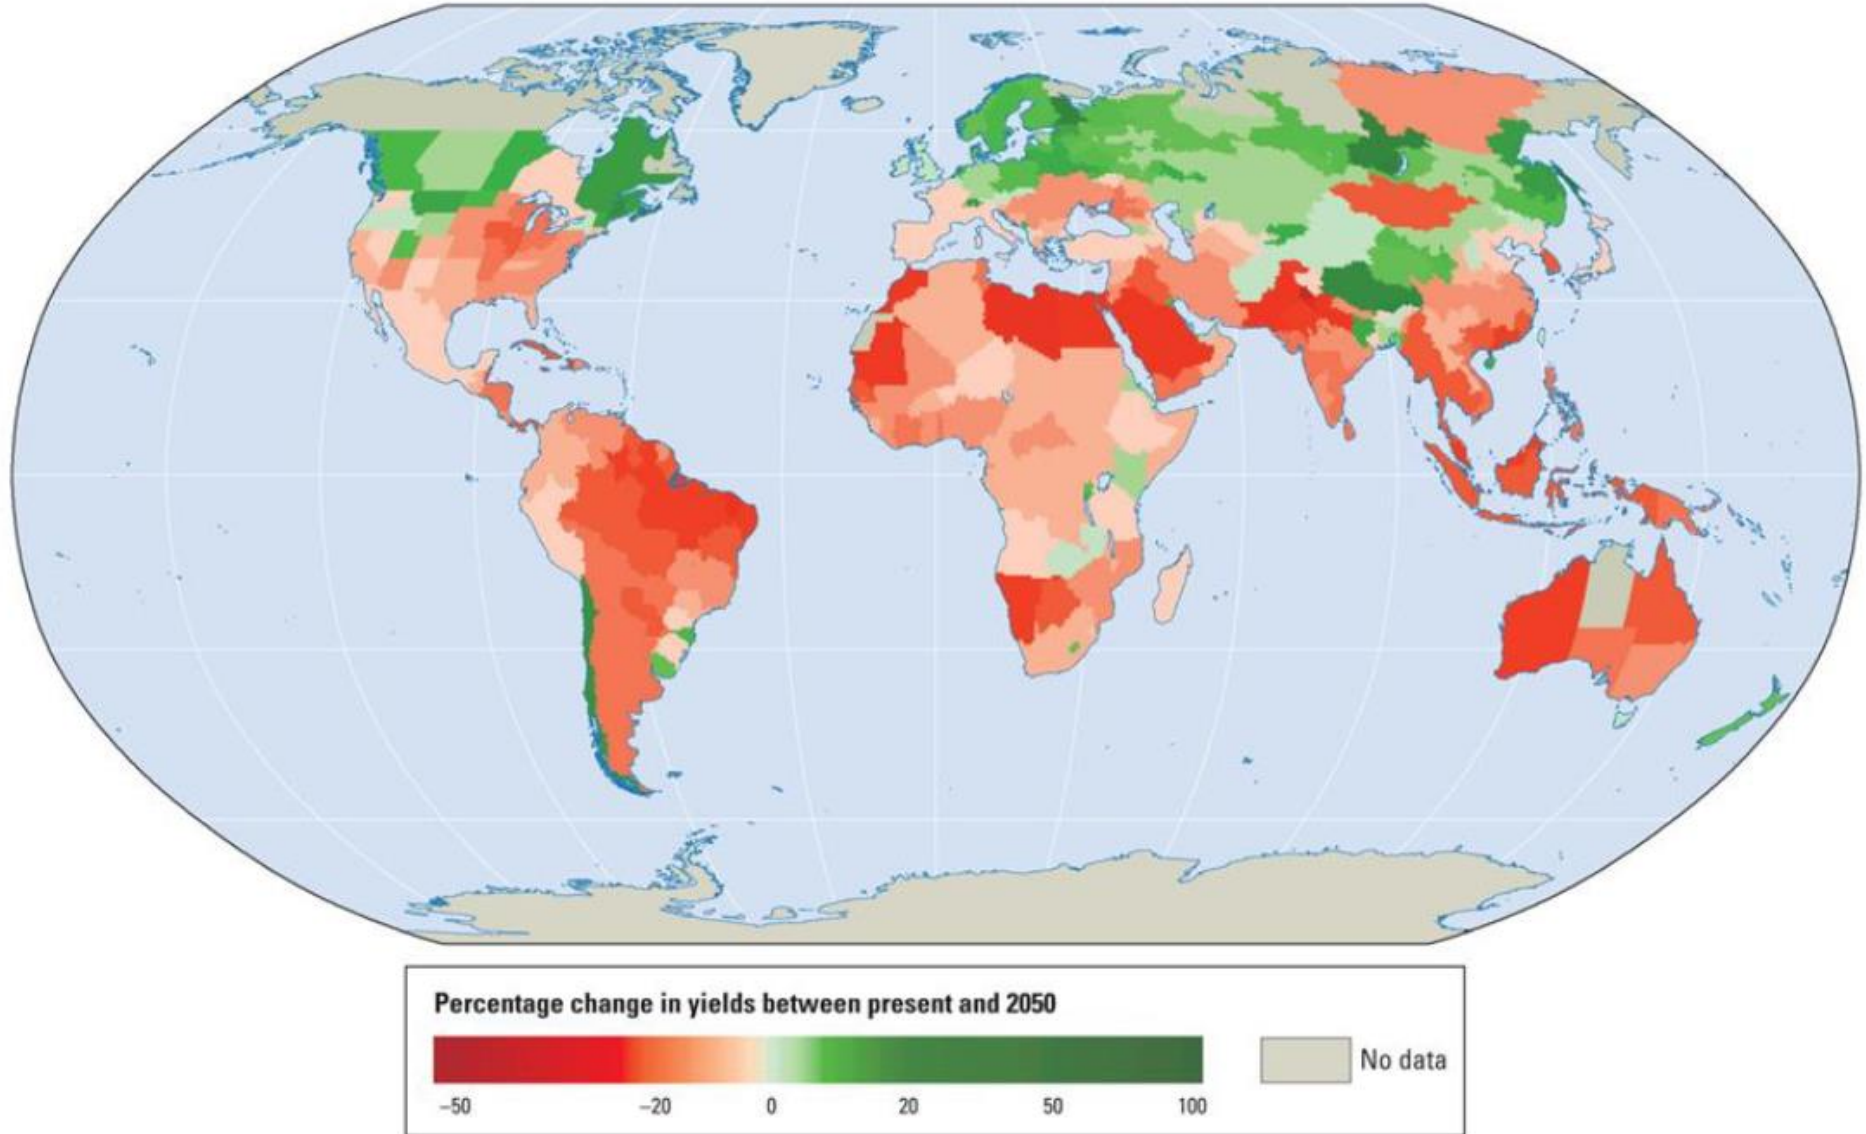 Percentage change in yields between present and 2050
No data
–50 –20 0 20 50 100